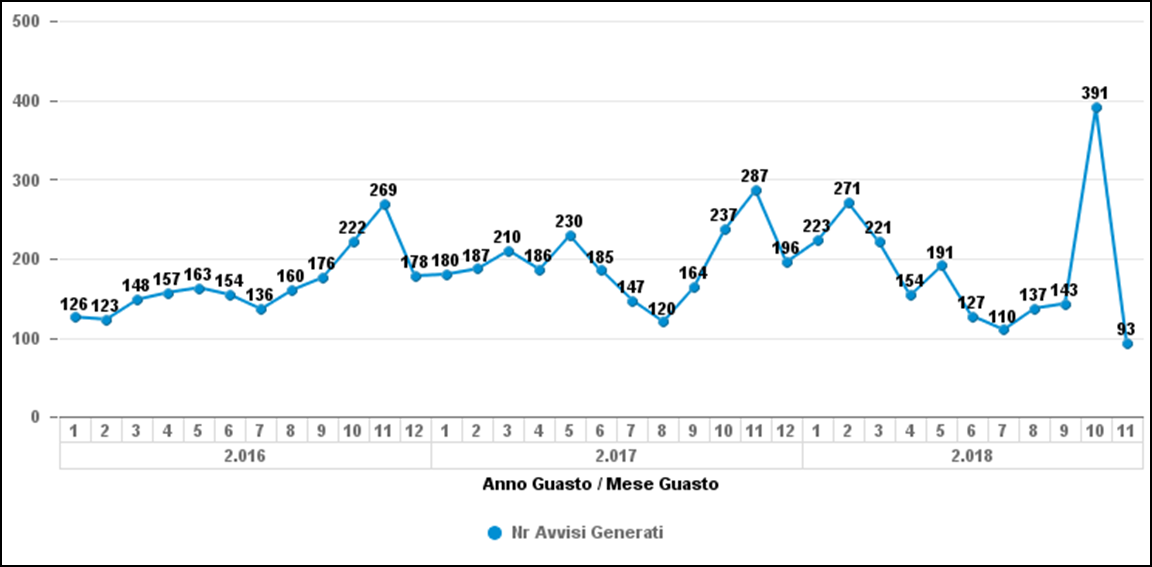 500
400
300
200
100
0
126 123 148 157 163 154 136 160 176 222 269 178 180 187 210 186 230 185 147 120 164 237 287 196 223 271 221 154 191 127 110 137 143 391 93
1 2 3 4 5 6 7 8 9 10 11 12 1 2 3 4 5 6 7 8 9 10 11 12 1 2 3 4 5 6 7 8 9 10 11
2.016 2.017 2.018
Anno Guasto / Mese Guasto
Nr Avvisi Generati